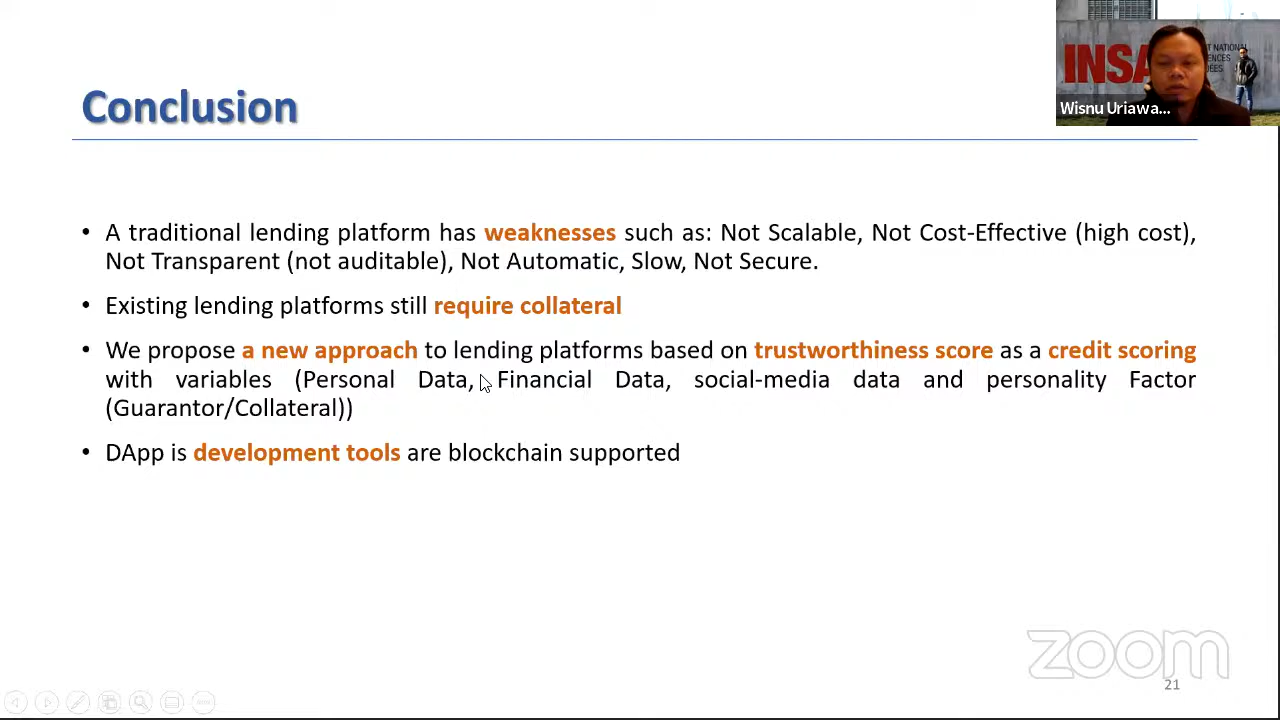 INSA
T NATIONAL
ENCES
UÉES
Wisnu Uriawa...
Conclusion
• A traditional lending platform has weaknesses such as: Not Scalable, Not Cost-Effective (high cost),
Not Transparent (not auditable), Not Automatic, Slow, Not Secure.
• Existing lending platforms still require collateral
• We propose a new approach to lending platforms based on trustworthiness score as a credit scoring
with variables (Personal Data, Financial Data, social-media data and personality Factor
(Guarantor/Collateral))
• DApp is development tools are blockchain supported
zoom
21